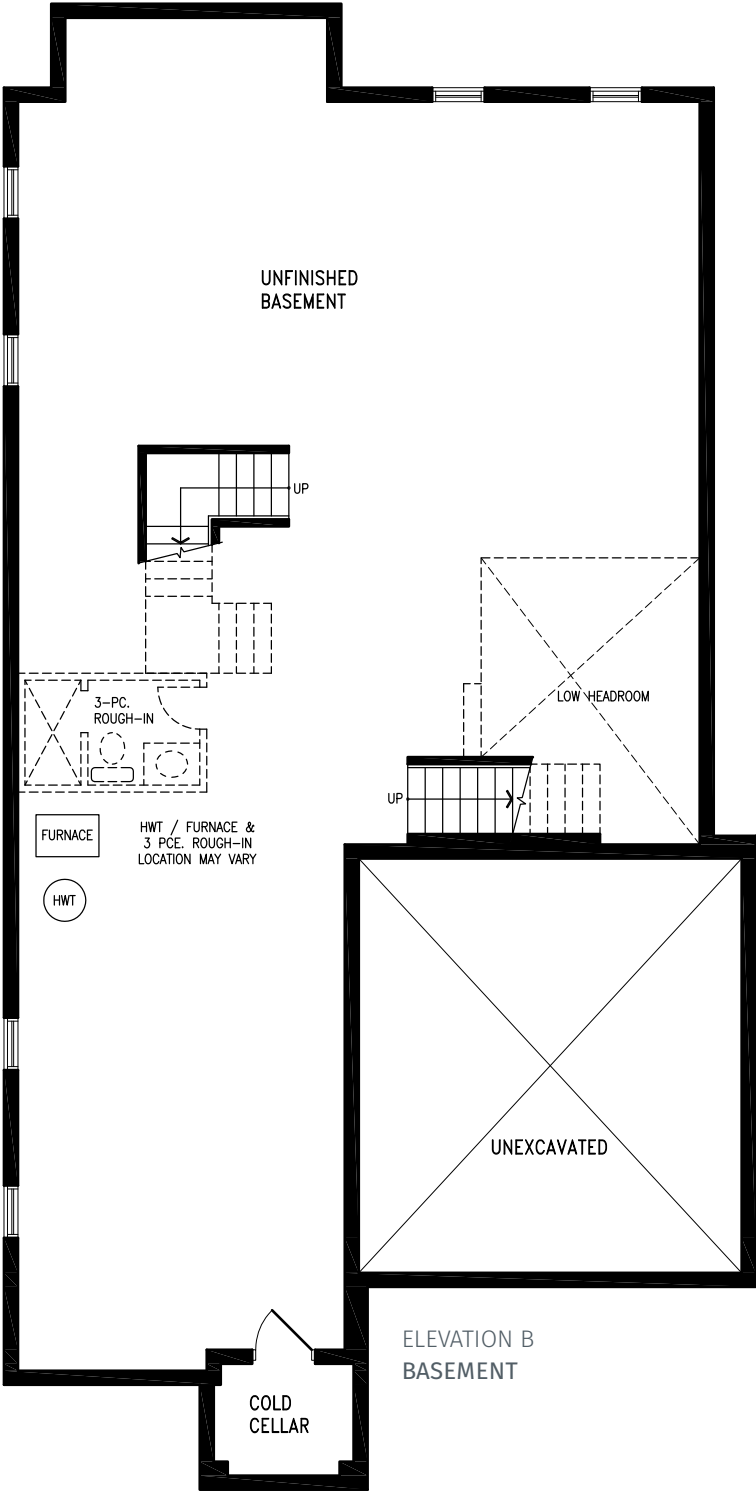 UNFINISHED
BASEMENT
UP
3-PC.
ROUGH-IN
LOW HEADROOM
UP
FURNACE
HWT / FURNACE &
3 PCE. ROUGH-IN
LOCATION MAY VARY
HWT
UNEXCAVATED
ELEVATION B
BASEMENT
COLD
CELLAR